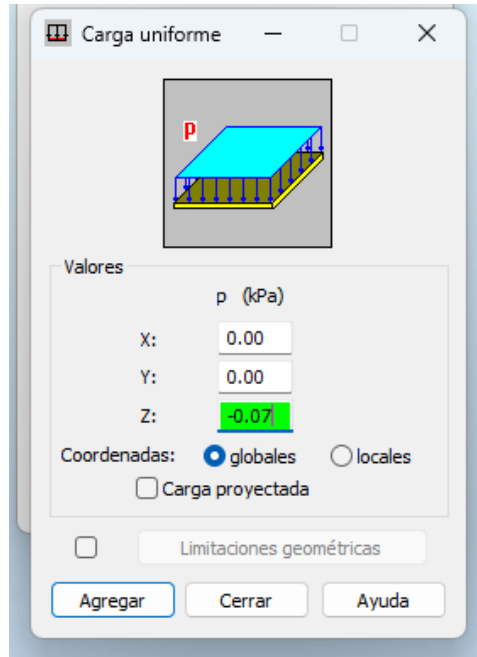 Carga uniforme
p
Valores
p (kPa)
X: 0.00
Y: 0.00
Z: -0.07
Coordenadas: globales locales
Carga proyectada
Limitaciones geométricas
Agregar Cerrar Ayuda